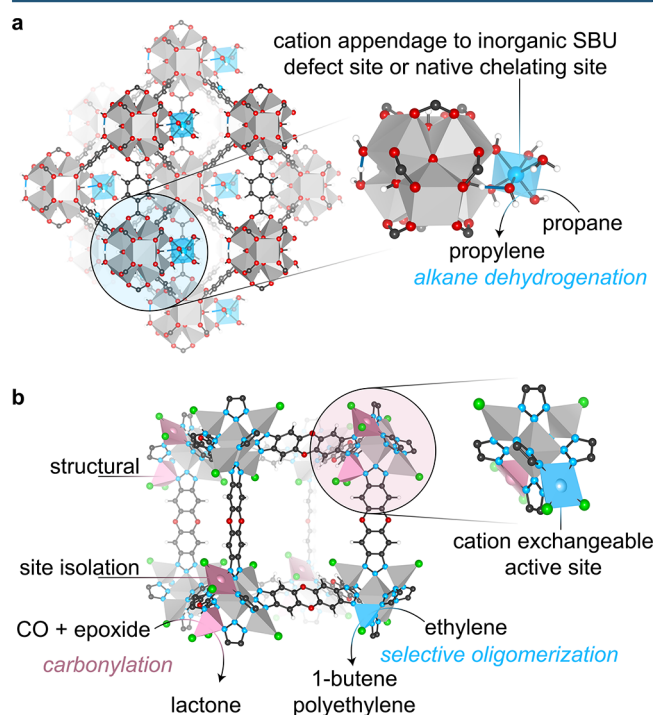 a
cation appendage to inorganic SBU
defect site or native chelating site
propane
propylene
alkane dehydrogenation
b
structural
site isolation
CO + epoxide
carbonylation
lactone
1-butene
polyethylene
ethylene
selective oligomerization
cation exchangeable
active site